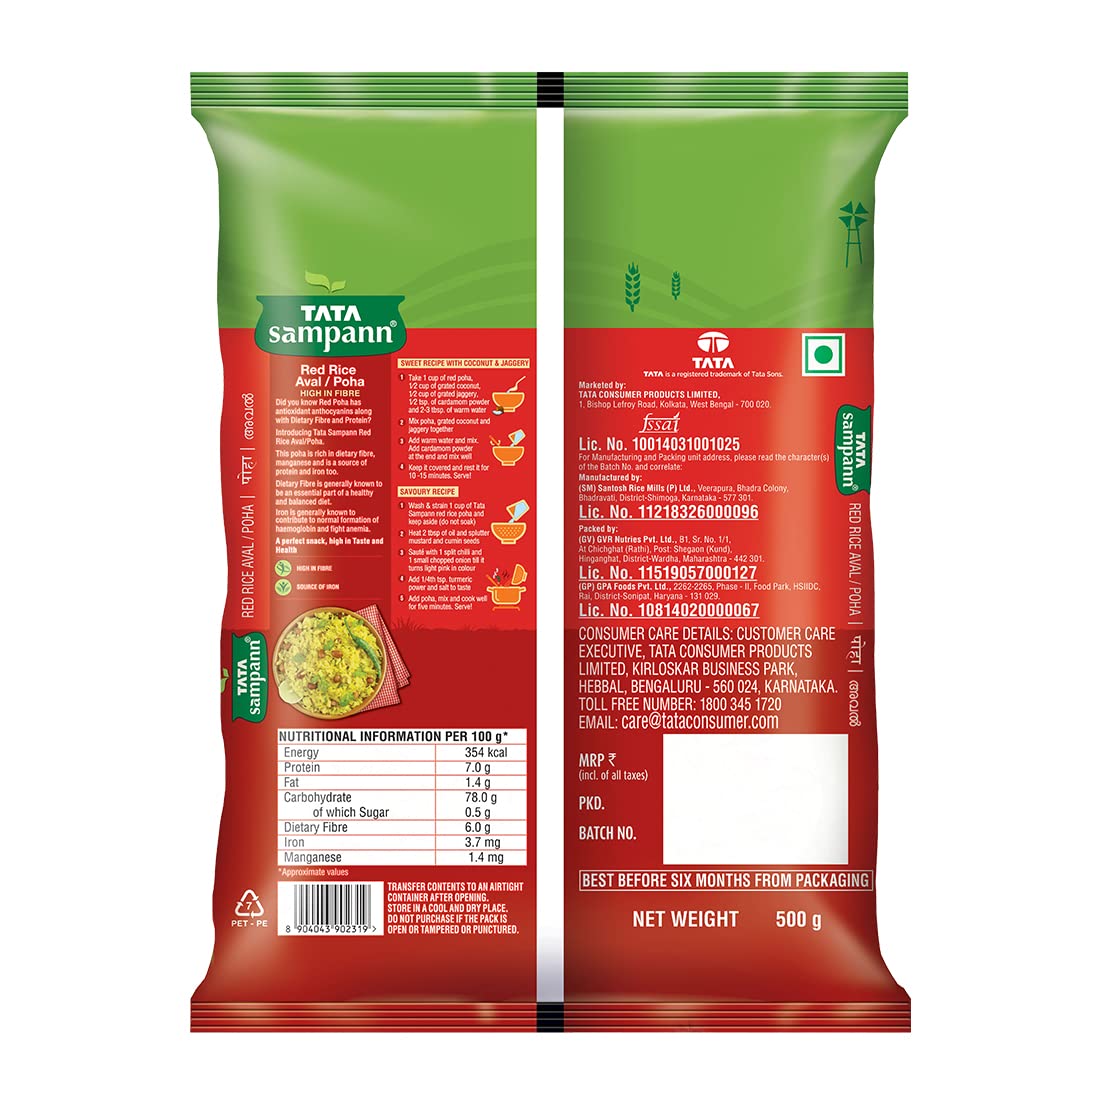 TATA
sampann®
Red Rice
Aval / Poha
HIGH IN FIBRE
Did you know Red Poha has
antioxidant anthocyanins along
with Dietary Fibre and Protein?
Introducing Tata Sampann Red
Rice Aval/Poha.
This poha is rich in dietary fibre,
manganese and is a source of
protein and iron too.
Dietary Fibre is generally known to
be an essential part of a healthy
and balanced diet.
Iron is generally known to
contribute to normal formation of
haemoglobin and fight anemia.
A perfect snack, high in Taste and
Health
HIGH IN FIBRE
SOURCE OF IRON
SWEET RECIPE WITH COCONUT & JAGGERY
1 Take 1 cup of red poha,
1/2 cup of grated coconut,
1/2 cup of grated jaggery,
1/2 tsp. of cardamom powder
and 2-3 tbsp. of warm water
2 Mix poha, grated coconut and
jaggery together
3 Add warm water and mix.
Add cardamom powder
at the end and mix well
4 Keep it covered and rest it for
10 -15 minutes. Serve!
SAVOURY RECIPE
1 Wash & strain 1 cup of Tata
Sampann red rice poha and
keep aside (do not soak)
2 Heat 2 tbsp of oil and splutter
mustard and cumin seeds
3 Sauté with 1 split chilli and
1 small chopped onion till it
turns light pink in colour
4 Add 1/4th tsp. turmeric
power and salt to taste
5 Add poha, mix and cook well
for five minutes. Serve!
RED RICE AVAL / POHA | पोहा | അവൽ
TATA
sampann®
NUTRITIONAL INFORMATION PER 100 g*
Energy 354 kcal
Protein 7.0 g
Fat 1.4 g
Carbohydrate 78.0 g
of which Sugar 0.5 g
Dietary Fibre 6.0 g
Iron 3.7 mg
Manganese 1.4 mg
*Approximate values
7
PET - PE
8 904043 902319 >
TRANSFER CONTENTS TO AN AIRTIGHT
CONTAINER AFTER OPENING.
STORE IN A COOL AND DRY PLACE.
DO NOT PURCHASE IF THE PACK IS
OPEN OR TAMPERED OR PUNCTURED.
TATA
TATA is a registered trademark of Tata Sons.
Marketed by:
TATA CONSUMER PRODUCTS LIMITED,
1, Bishop Lefroy Road, Kolkata, West Bengal - 700 020.
fssai
Lic. No. 10014031001025
For Manufacturing and Packing unit address, please read the character(s)
of the Batch No. and correlate:
Manufactured by:
(SM) Santosh Rice Mills (P) Ltd., Veerapura, Bhadra Colony,
Bhadravati, District-Shimoga, Karnataka - 577 301.
Lic. No. 11218326000096
Packed by:
(GV) GVR Nutries Pvt. Ltd., B1, Sr. No. 1/1,
At Chichghat (Rathi), Post: Shegaon (Kund),
Hinganghat, District-Wardha, Maharashtra - 442 301.
Lic. No. 11519057000127
(GP) GPA Foods Pvt. Ltd., 2262-2265, Phase - II, Food Park, HSIIDC,
Rai, District-Sonipat, Haryana - 131 029.
Lic. No. 10814020000067
CONSUMER CARE DETAILS: CUSTOMER CARE
EXECUTIVE, TATA CONSUMER PRODUCTS
LIMITED, KIRLOSKAR BUSINESS PARK,
HEBBAL, BENGALURU - 560 024, KARNATAKA.
TOLL FREE NUMBER: 1800 345 1720
EMAIL: care@tataconsumer.com
MRP ₹
(incl. of all taxes)
PKD.
BATCH NO.
BEST BEFORE SIX MONTHS FROM PACKAGING
NET WEIGHT 500 g
TATA
sampann®
RED RICE AVAL / POHA | पोहा | അവൽ